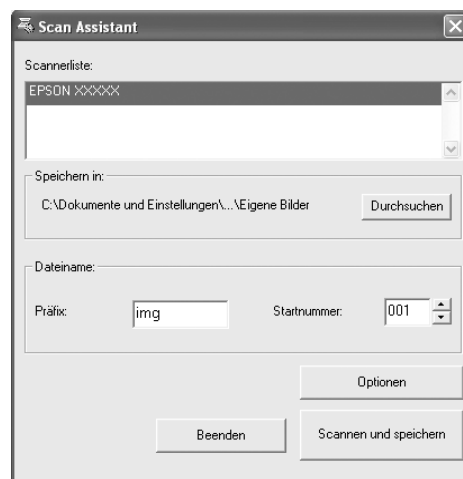 Scan Assistant
Scannerliste:
EPSON XXXXX
Speichern in:
C:\Dokumente und Einstellungen\...\Eigene Bilder
Durchsuchen
Dateiname:
Präfix: img Startnummer: 001
Optionen
Beenden Scannen und speichern